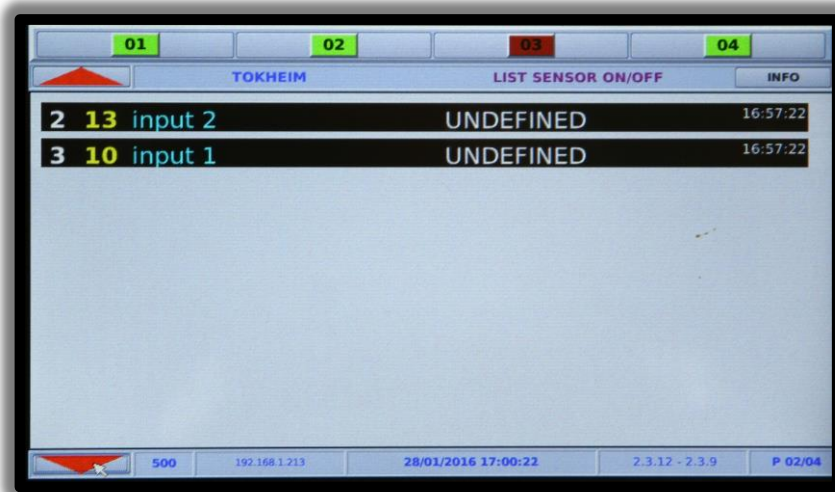 01 02 03 04
TOKHEIM LIST SENSOR ON/OFF INFO
2 13 input 2 UNDEFINED 16:57:22
3 10 input 1 UNDEFINED 16:57:22
500 192.168.1.213 28/01/2016 17:00:22 2.3.12 - 2.3.9 P 02/04